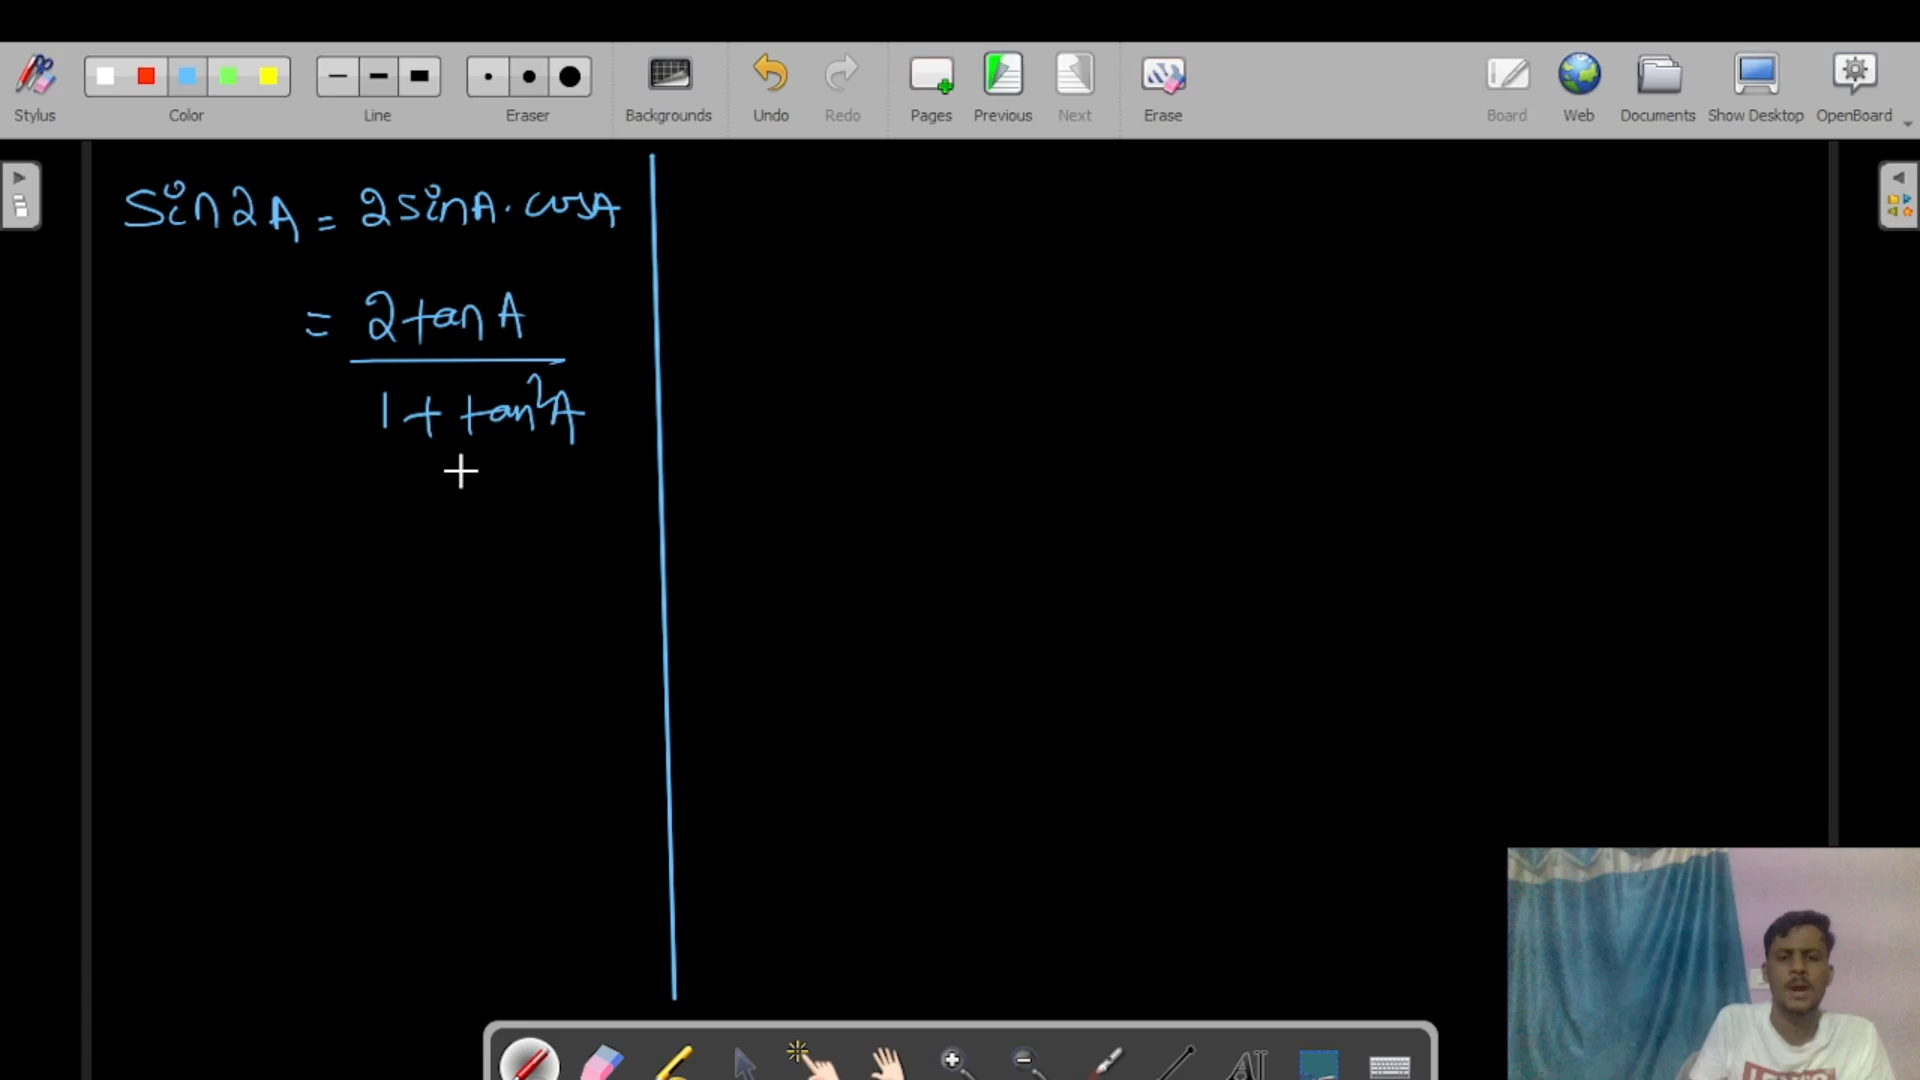 Stylus Color Line Eraser Backgrounds Undo Redo Pages Previous Next Erase Board Web Documents Show Desktop OpenBoard
Sin2A = 2sinA·cosA
= 2tanA
1+tan²A